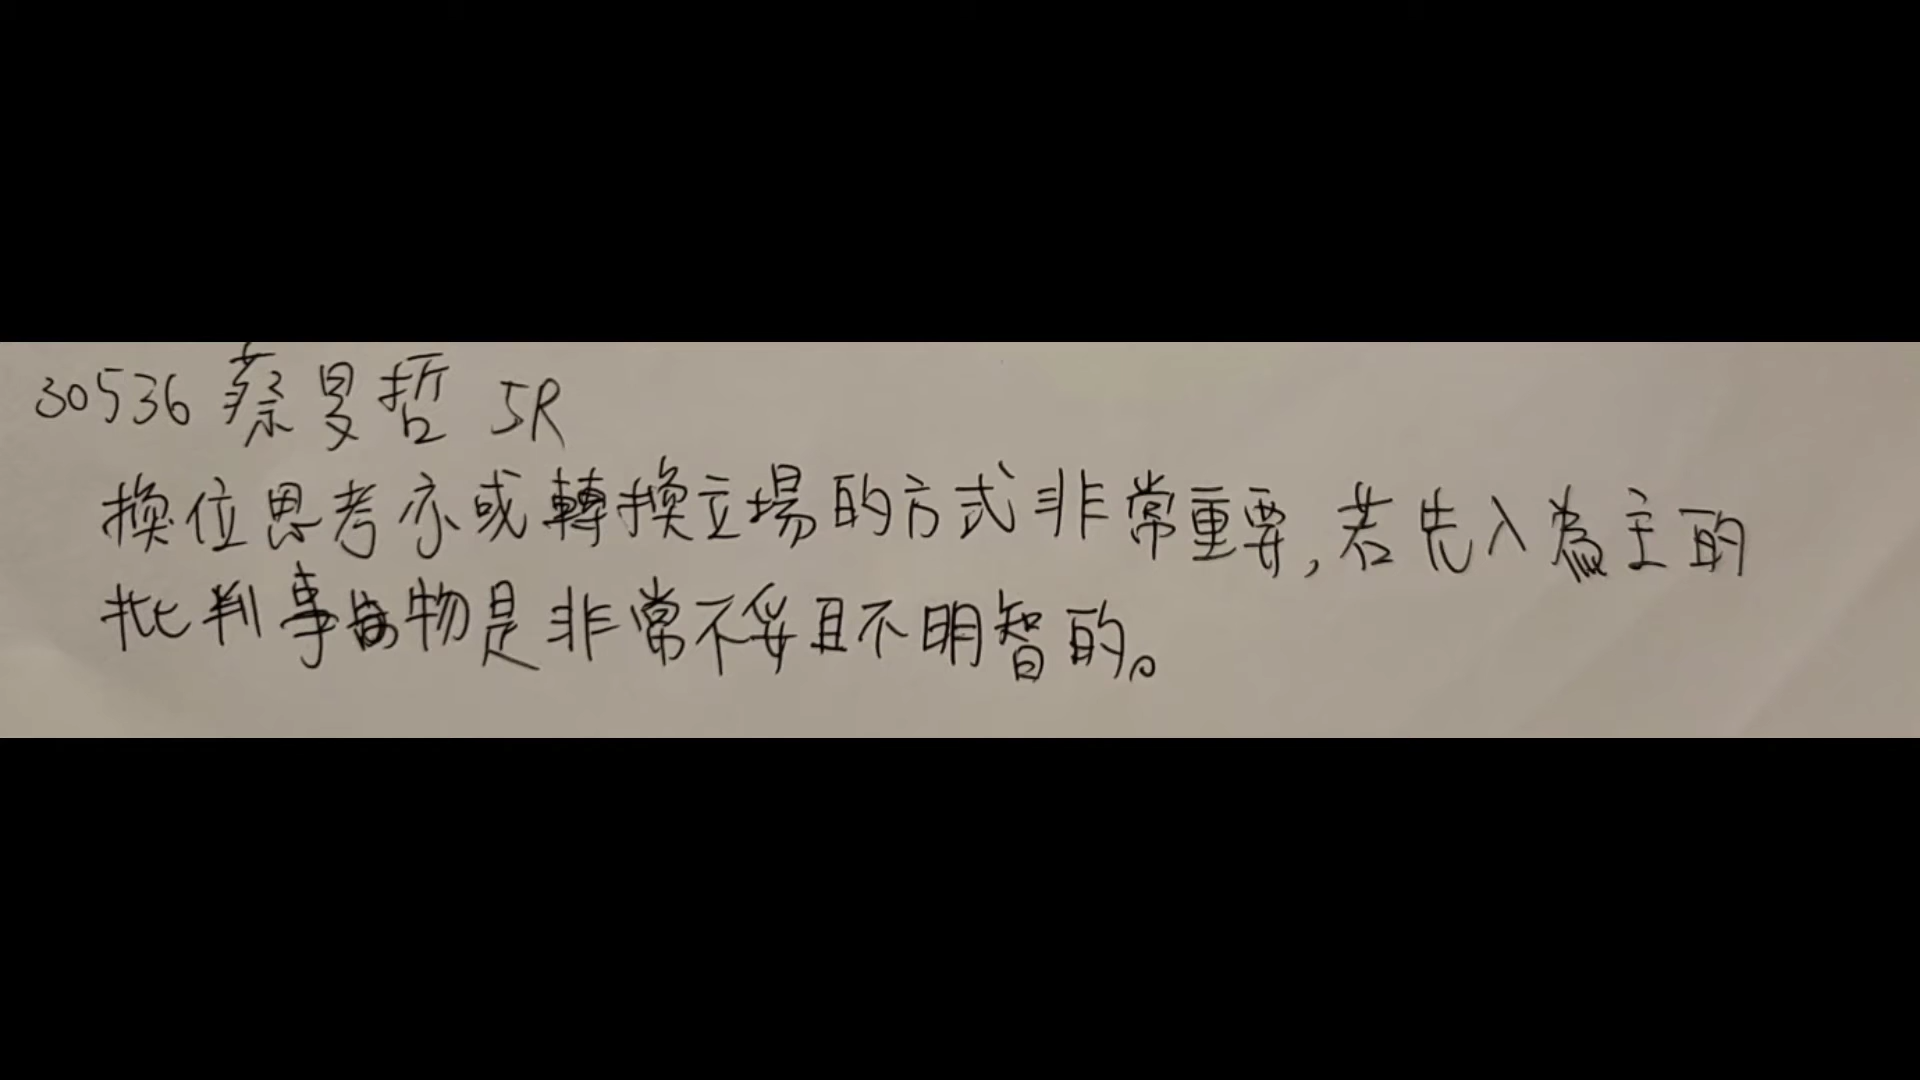 30536 蔡旻哲 5R
換位思考亦或轉換立場的方式非常重要,若先入為主的
批判事物是非常不妥且不明智的。